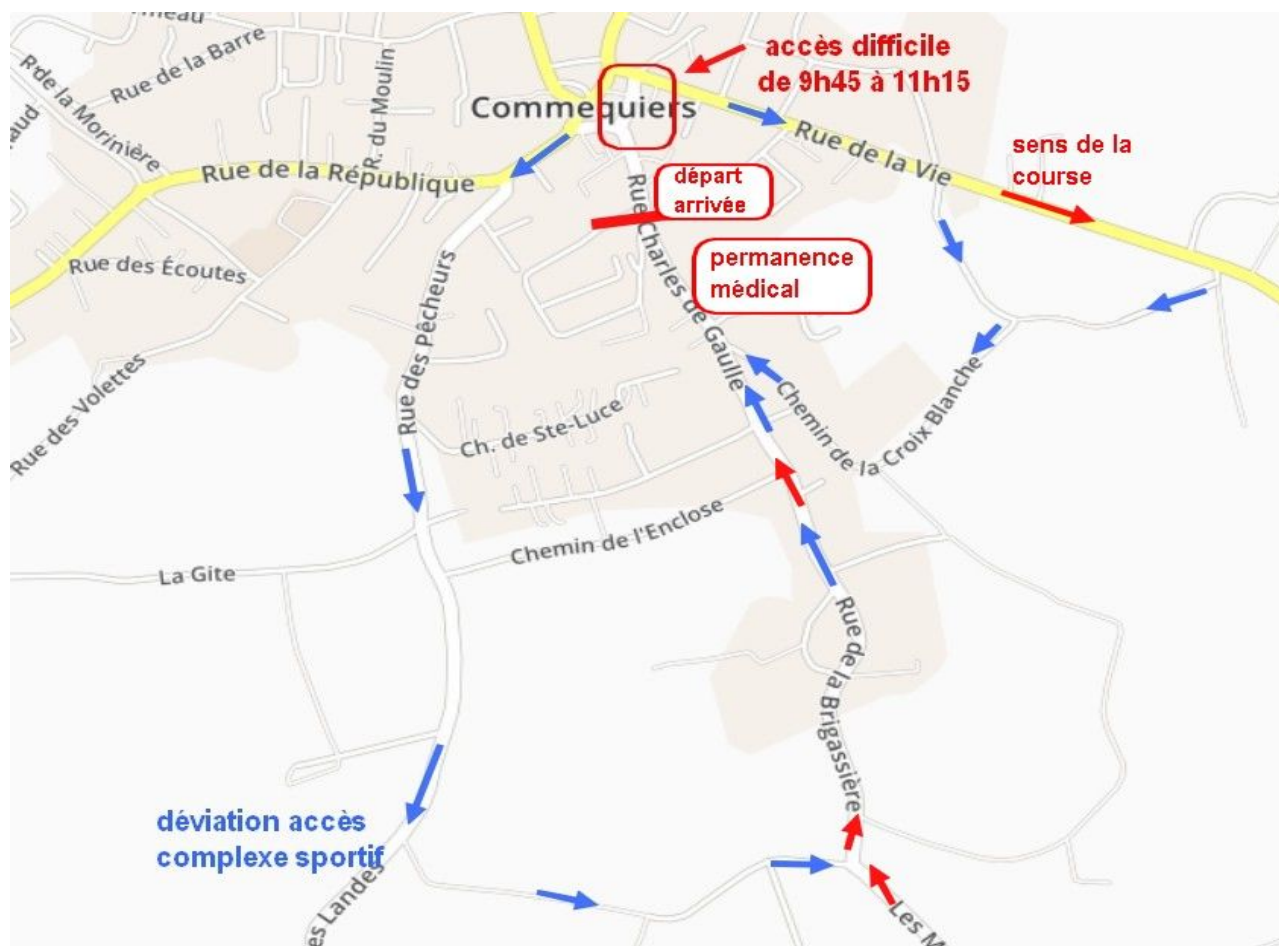 Rue de la Barre
R. du Moulin
R. de la Morinière
accès difficile
de 9h45 à 11h15
Commequiers
Rue de la Vie
sens de la
course
Rue de la République
départ
arrivée
Rue Charles de Gaulle
permanence
médical
Rue des Écoutes
Rue des Pêcheurs
Rue des Volettes
Ch. de Ste-Luce
Chemin de la Croix Blanche
Chemin de l'Enclose
La Gite
Rue de la Brigassière
déviation accès
complexe sportif
Landes
Les